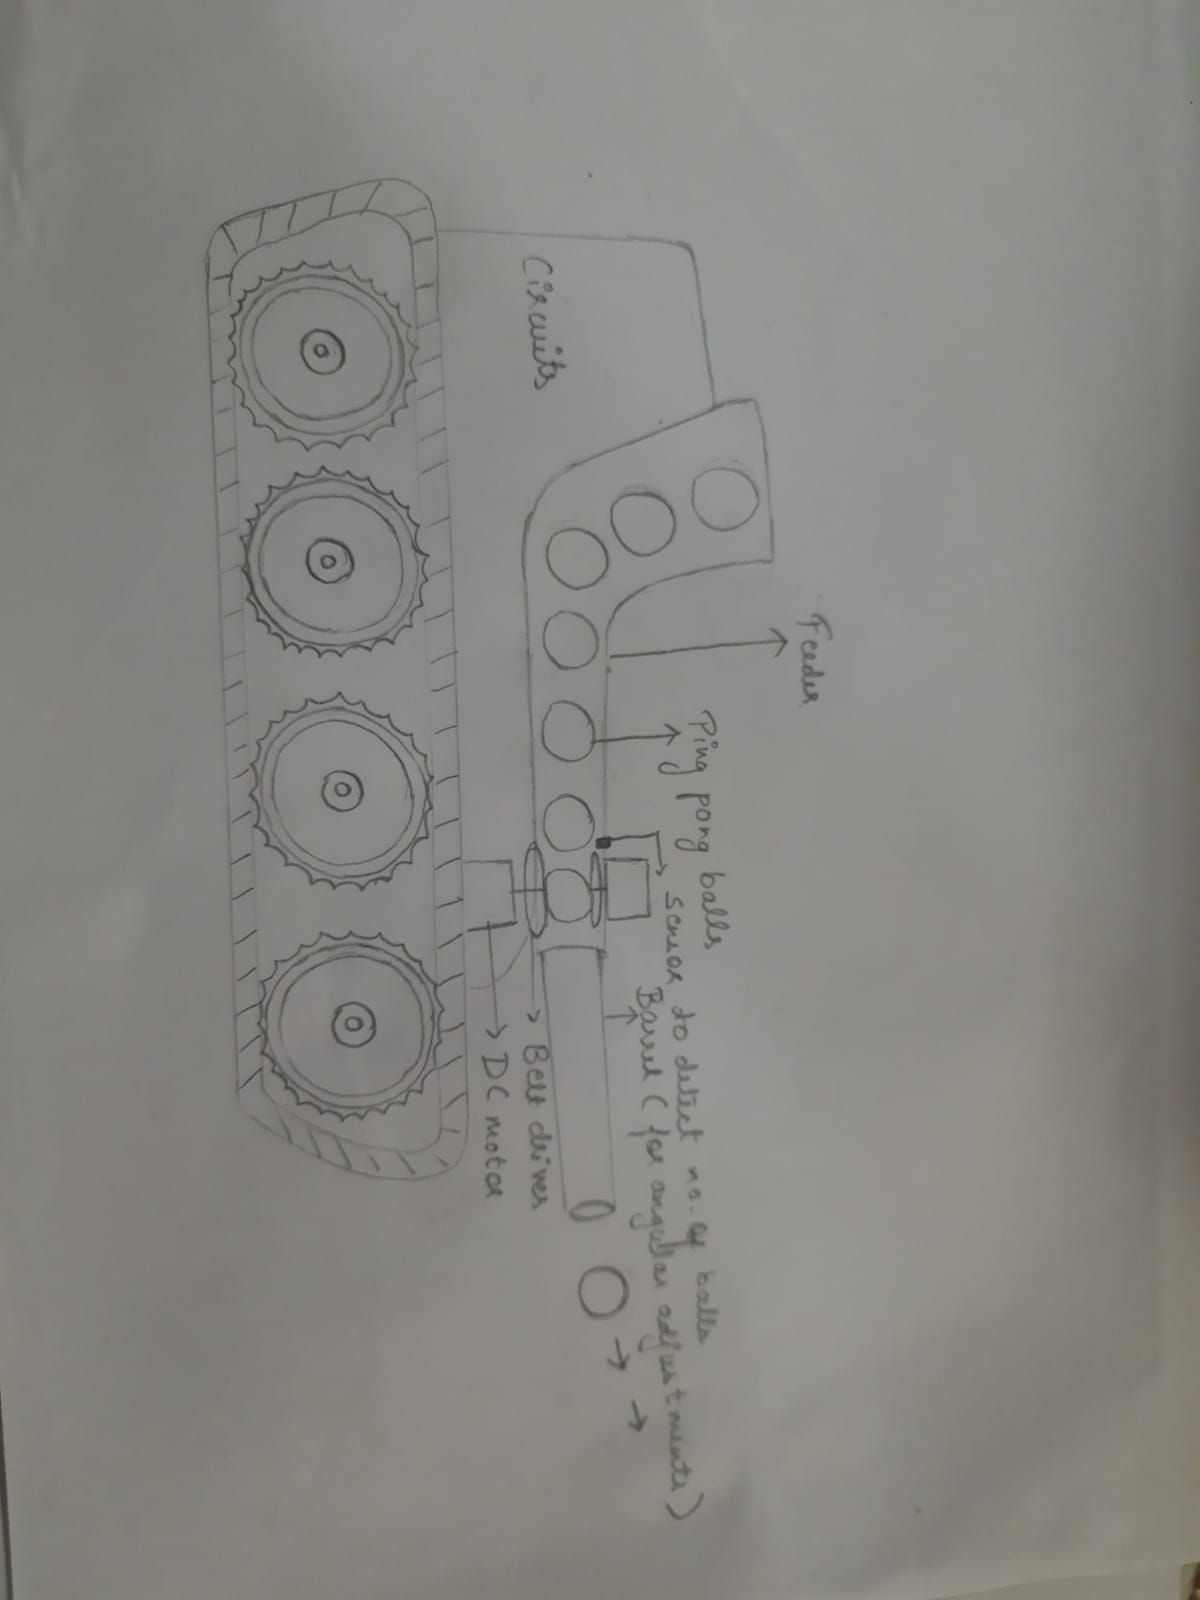 Feeder
Ping pong balls
sensor to detect no. of balls
Barrel (for angular adjustments)
Circuits
Belt drives
DC motor